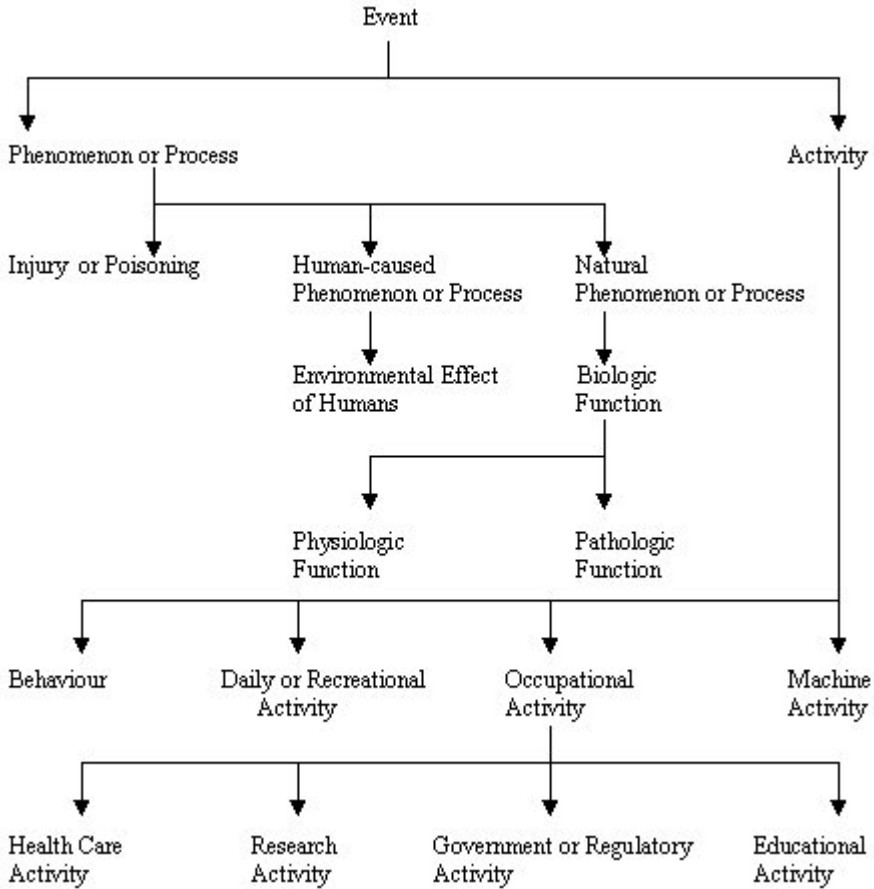 Event
Phenomenon or Process
Activity
Injury or Poisoning
Human-caused
Phenomenon or Process
Natural
Phenomenon or Process
Environmental Effect
of Humans
Biologic
Function
Physiologic
Function
Pathologic
Function
Behaviour
Daily or Recreational
Activity
Occupational
Activity
Machine
Activity
Health Care
Activity
Research
Activity
Government or Regulatory
Activity
Educational
Activity